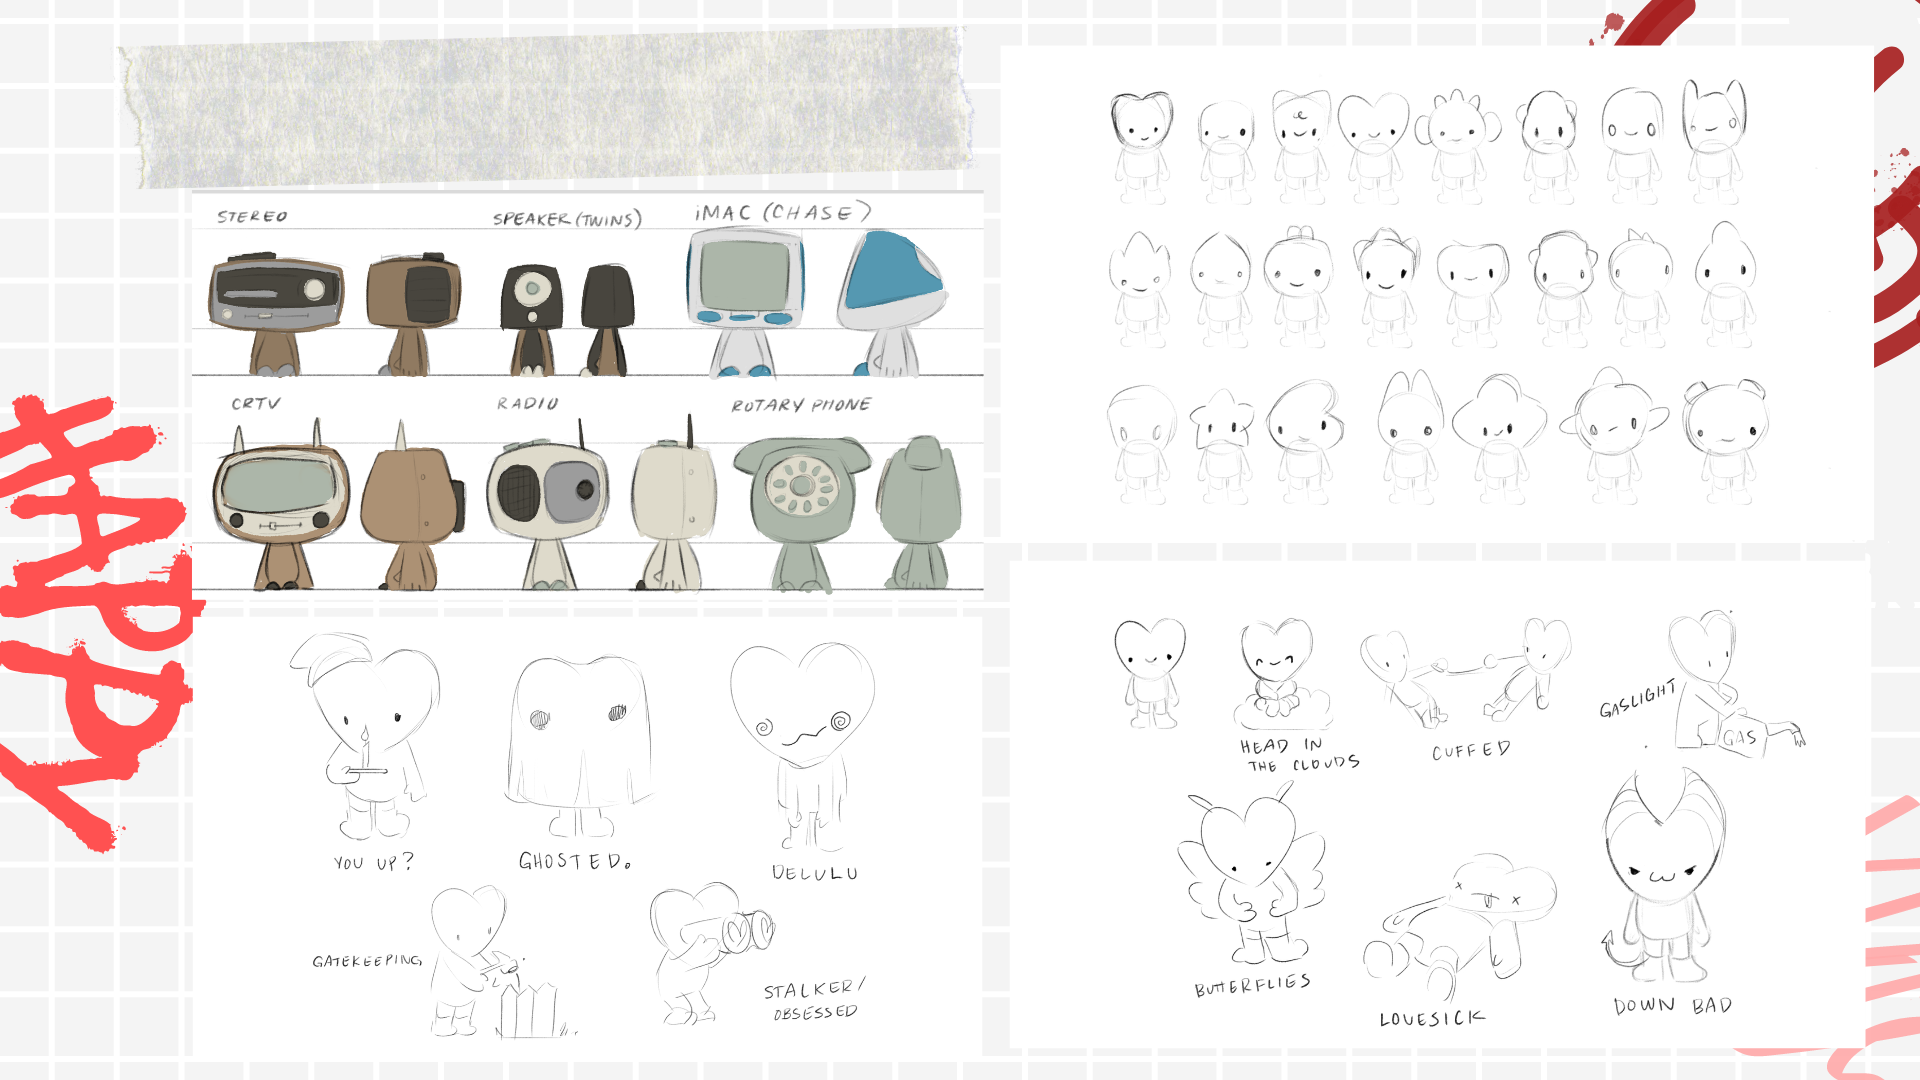 STEREO
SPEAKER (TWINS)
iMAC (CHASE)
CRTV
RADIO
ROTARY PHONE
HAPPY
YOU UP?
GHOSTED.
DELULU
GATEKEEPING
STALKER/
OBSESSED
HEAD IN
THE CLOUDS
CUFFED
GASLIGHT
GAS
BUTTERFLIES
LOVESICK
DOWN BAD